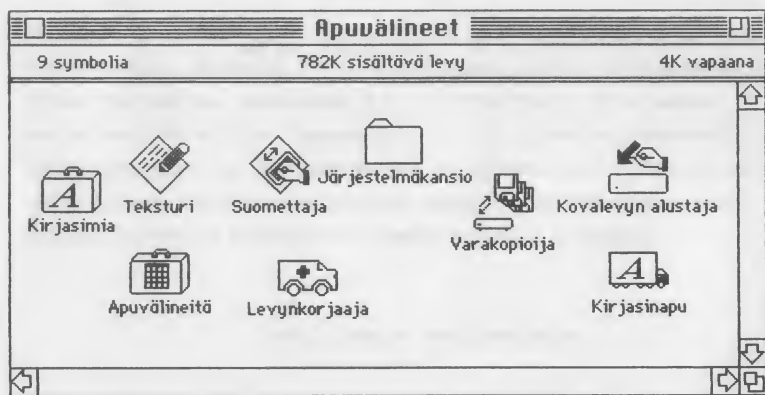 Apuvälineet
9 symbolia 782K sisältävä levy 4K vapaana
Kirjasimia
Teksturi
Suomettaja
Järjestelmäkansio
Varakopioija
Kovalevyn alustaja
Apuvälineitä
Levynkorjaaja
Kirjasinapu